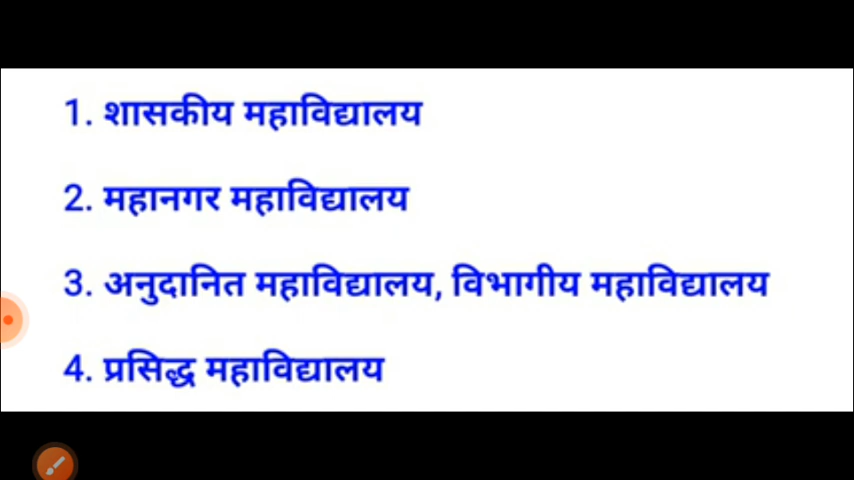 1. शासकीय महाविद्यालय
2. महानगर महाविद्यालय
3. अनुदानित महाविद्यालय, विभागीय महाविद्यालय
4. प्रसिद्ध महाविद्यालय